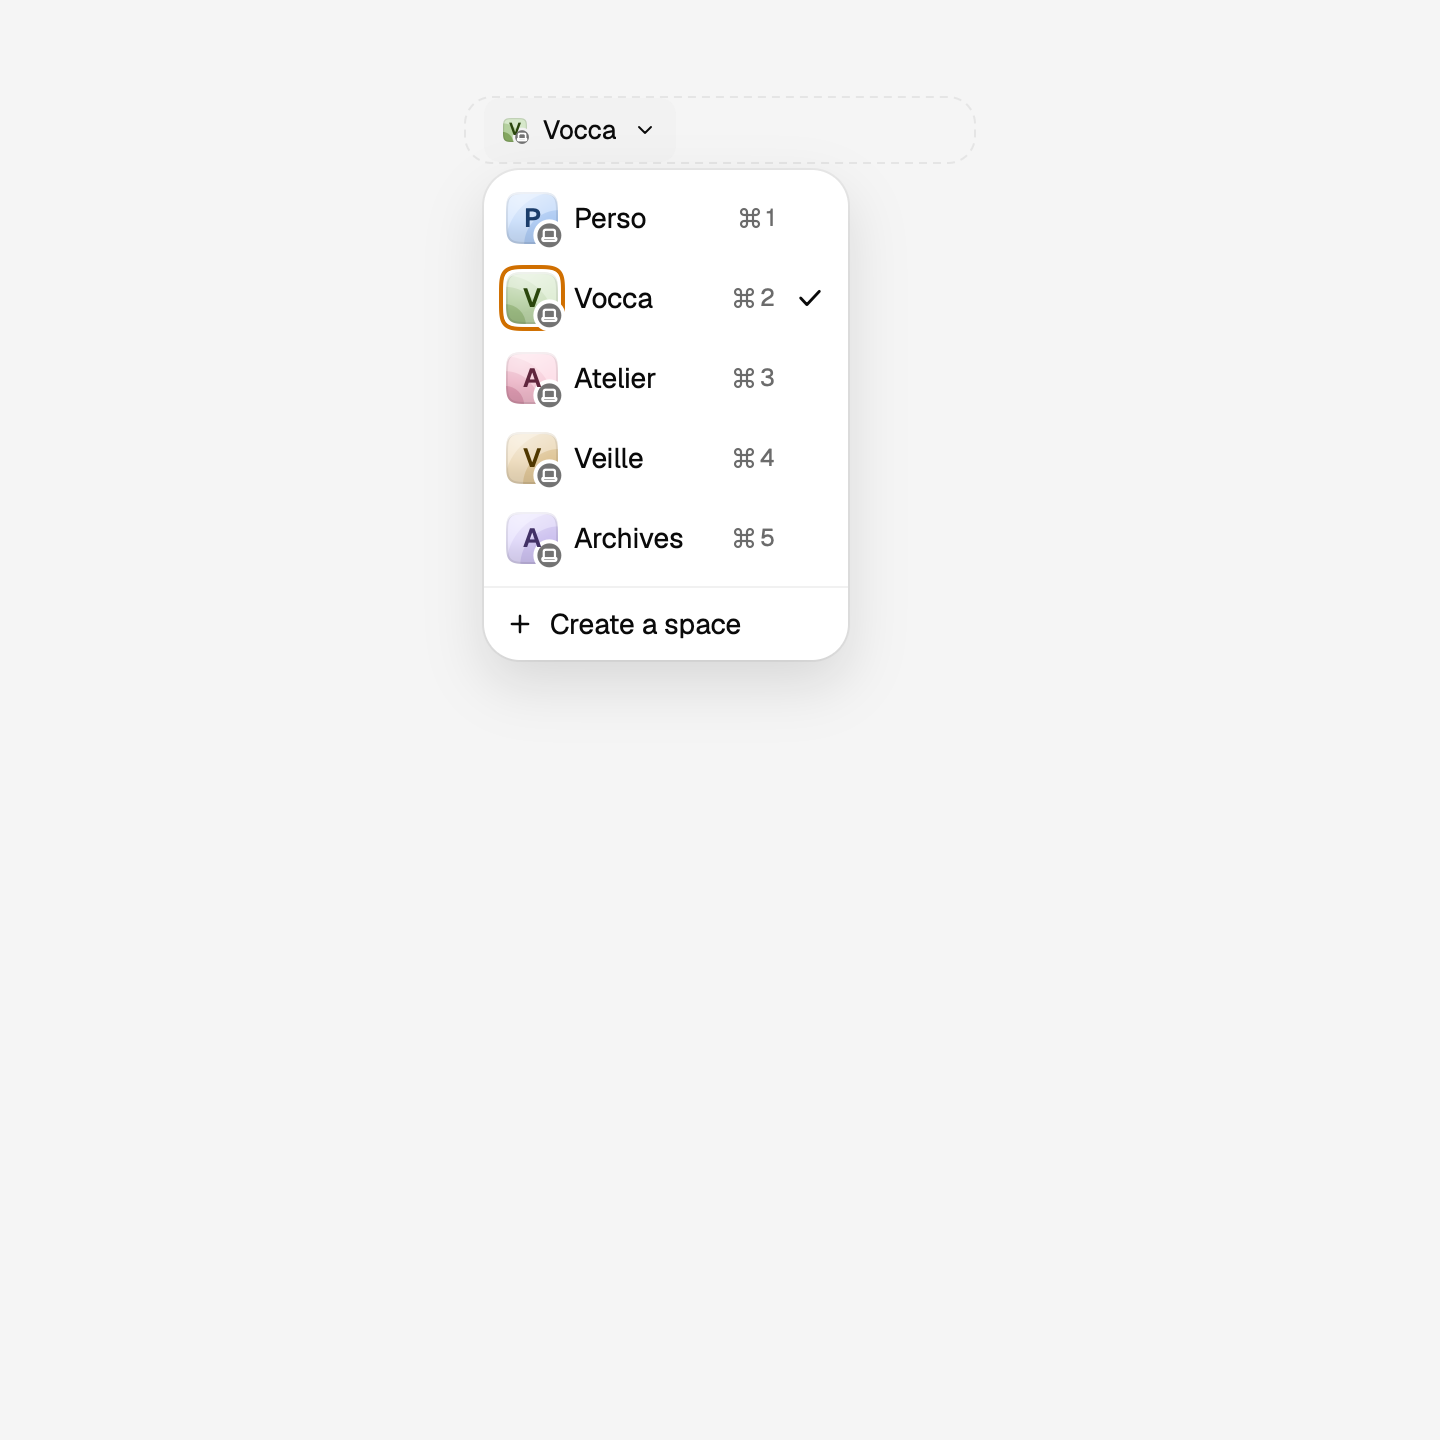 V Vocca
P Perso ⌘1
V Vocca ⌘2
A Atelier ⌘3
V Veille ⌘4
A Archives ⌘5
Create a space